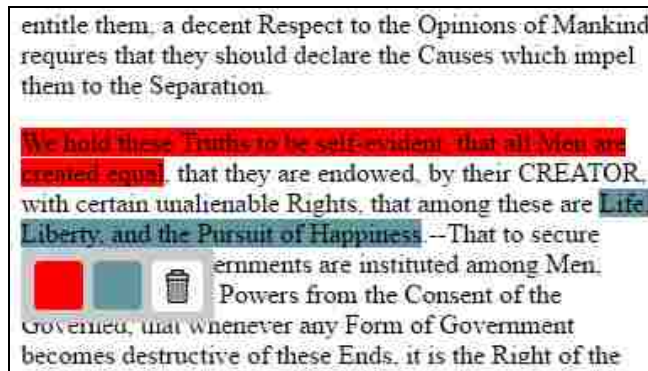 entitle them, a decent Respect to the Opinions of Mankind
requires that they should declare the Causes which impel
them to the Separation.
We hold these Truths to be self-evident, that all Men are
created equal, that they are endowed, by their CREATOR,
with certain unalienable Rights, that among these are Life,
Liberty, and the Pursuit of Happiness.--That to secure
ernments are instituted among Men,
Powers from the Consent of the
Governed, that whenever any Form of Government
becomes destructive of these Ends, it is the Right of the